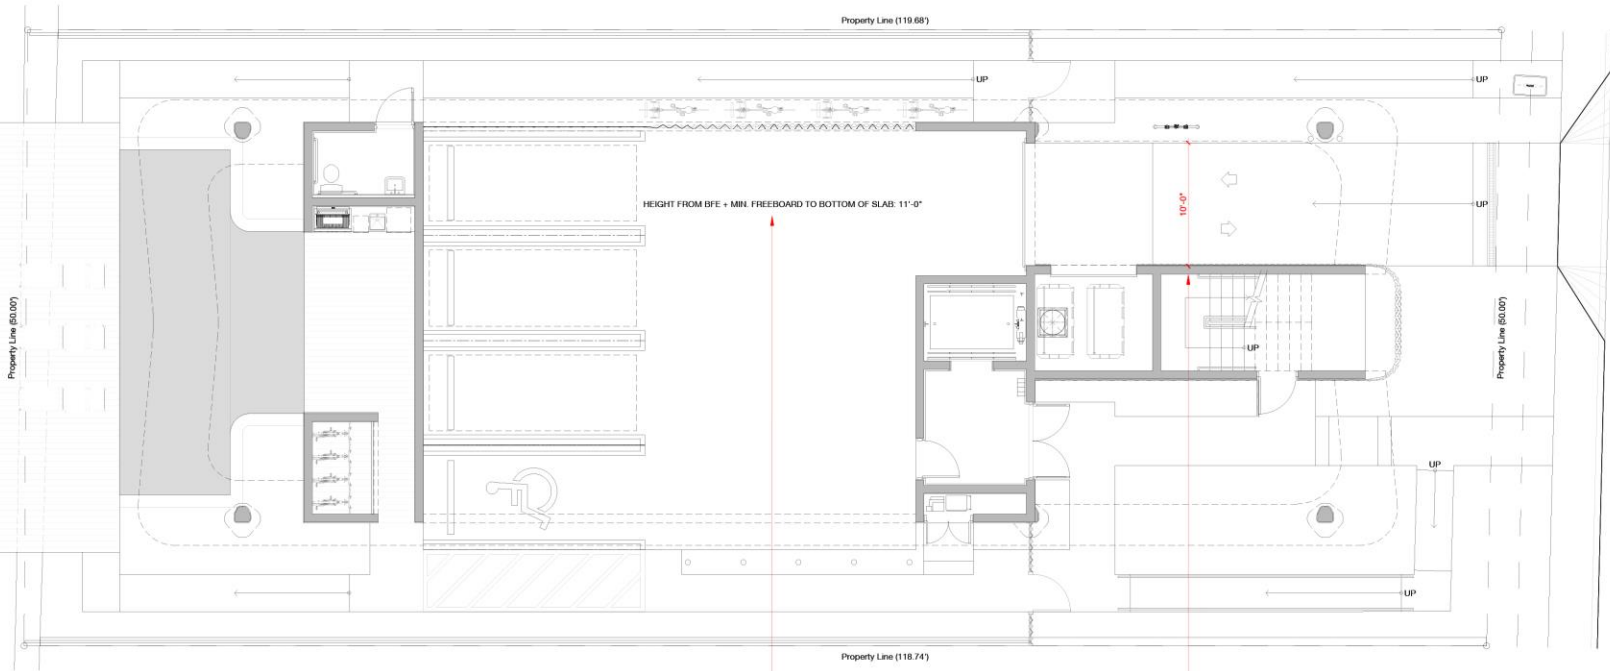 Property Line (119.68')
UP
UP
HEIGHT FROM BFE + MIN. FREEBOARD TO BOTTOM OF SLAB: 11'-0"
10'-0"
UP
Property Line (50.00')
Property Line (50.00')
UP
UP
UP
Property Line (118.74')